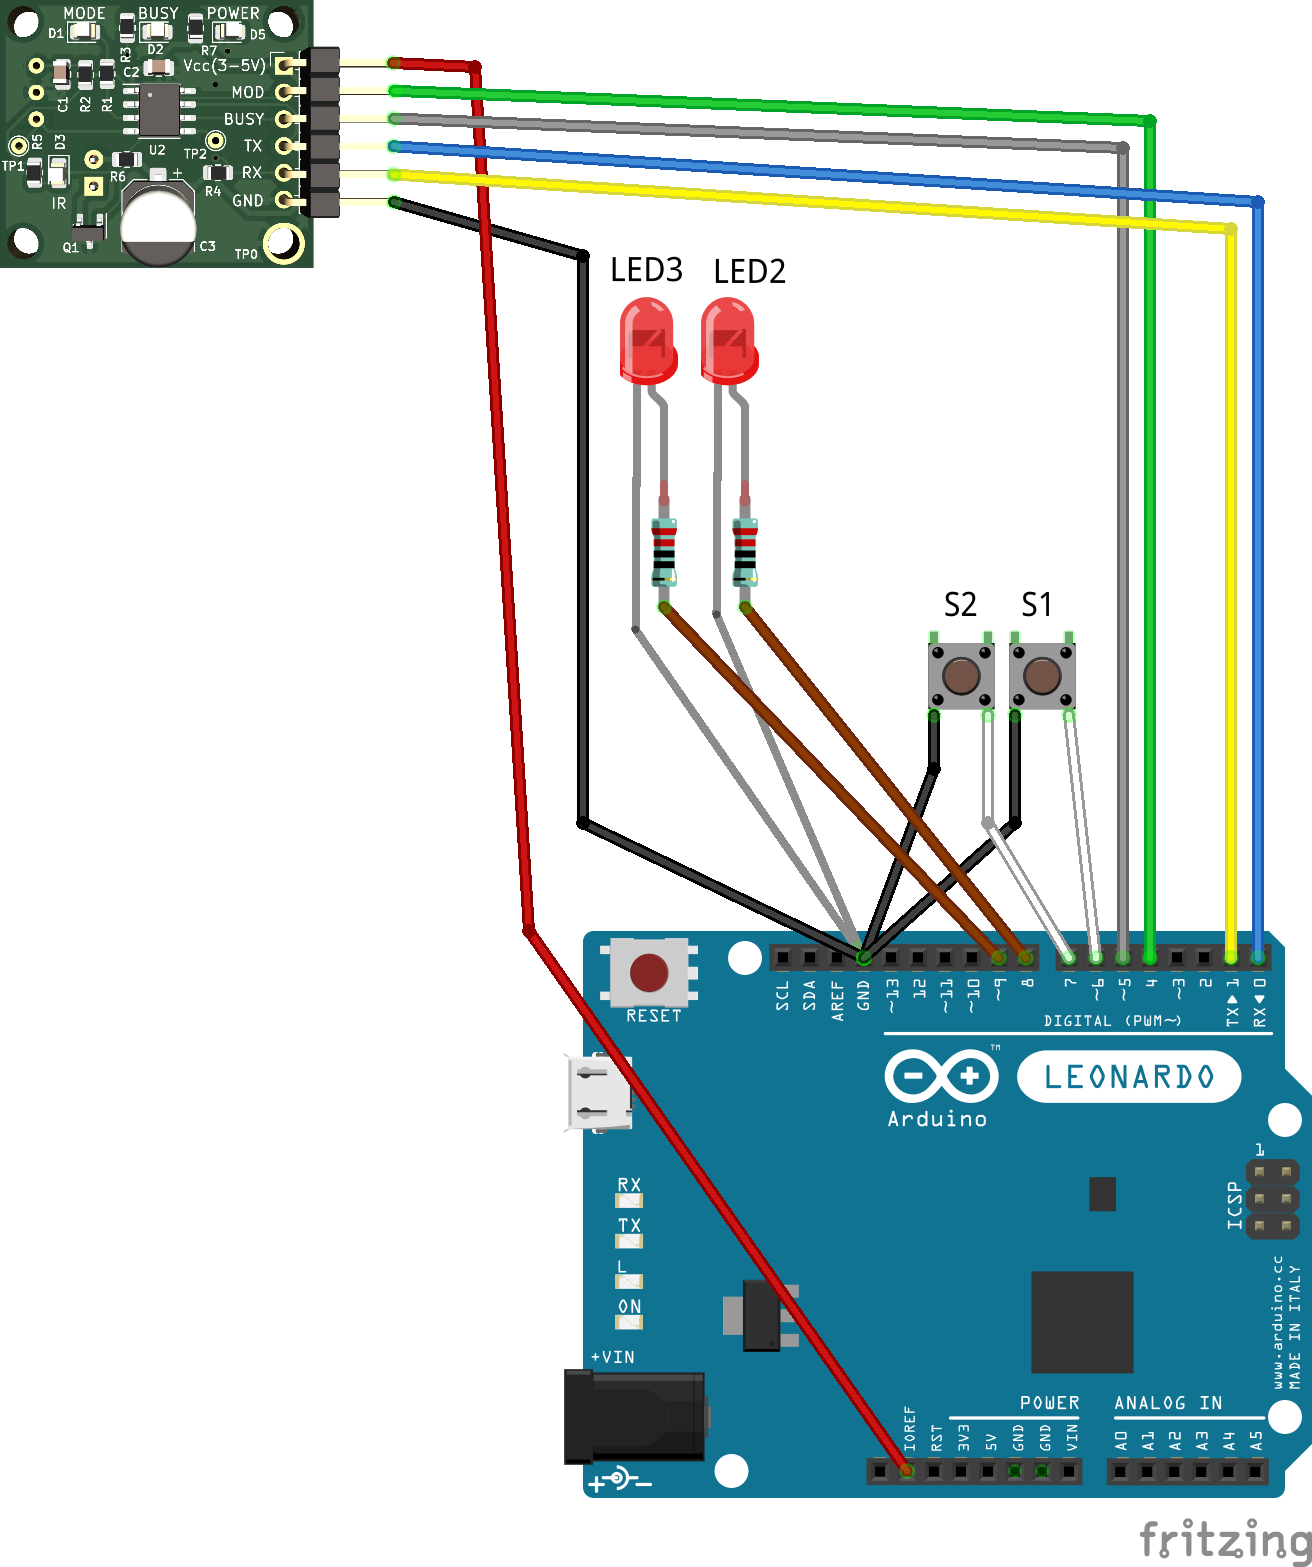 MODE BUSY POWER
D1 R3 D2 R7 D5
Vcc(3-5V)
C2
MOD
C1 R2 R1
BUSY
TX
U2
TP2
R5 D3
TP1
RX
R6 + R4
IR
GND
Q1 C3 TP0
LED3 LED2
S2 S1
RESET
SCL
SDA
AREF
GND
~13
12
~11
~10
~9
8
7
~6
~5
4
~3
2
TX▶1
RX◀0
DIGITAL (PWM~)
TM
LEONARDO
Arduino
1
ICSP
RX
TX
L
ON
+VIN
www.arduino.cc
MADE IN ITALY
POWER
ANALOG IN
IOREF
RST
3V3
5V
GND
GND
VIN
A0
A1
A2
A3
A4
A5
fritzing